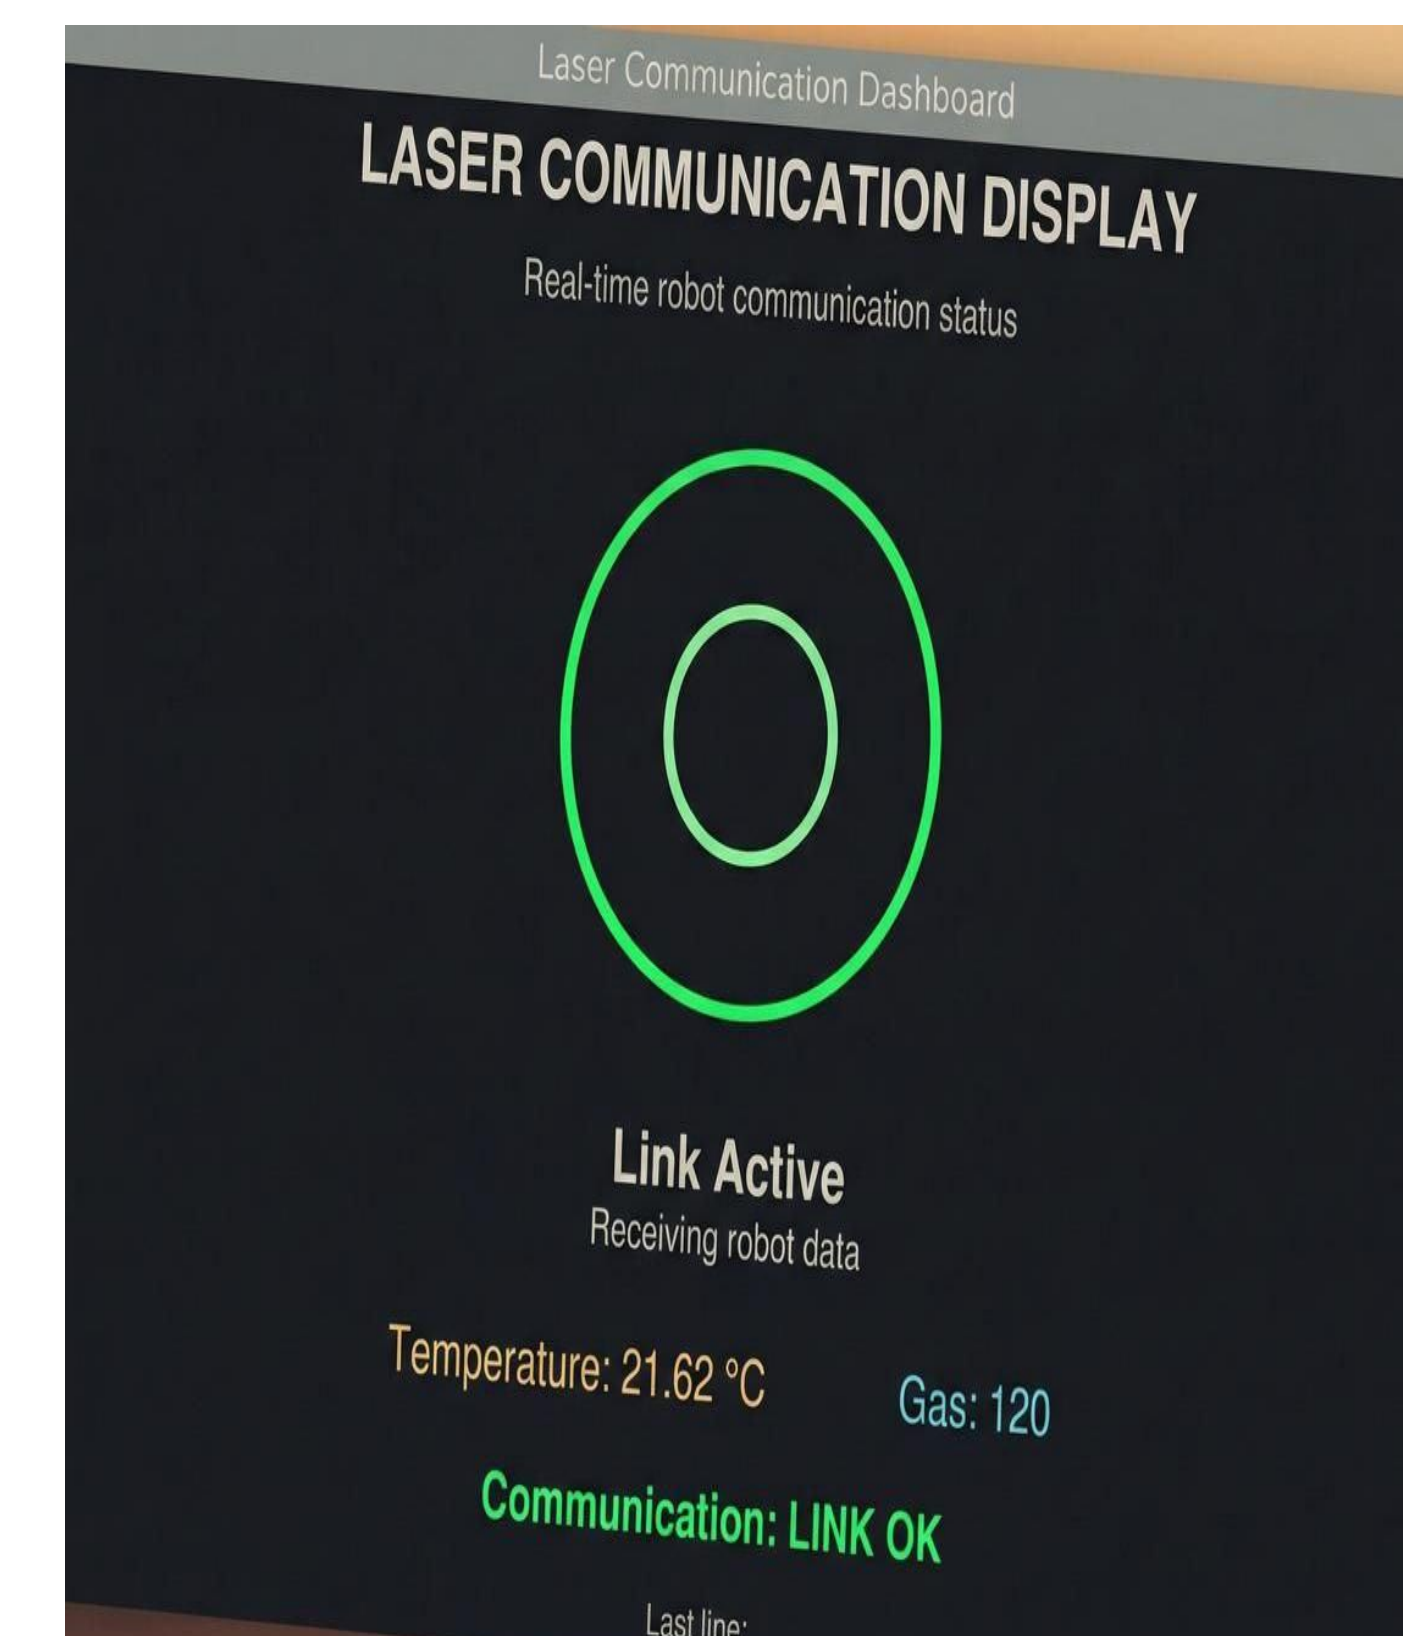 Laser Communication Dashboard
LASER COMMUNICATION DISPLAY
Real-time robot communication status
Link Active
Receiving robot data
Temperature: 21.62 °C Gas: 120
Communication: LINK OK
Last line: